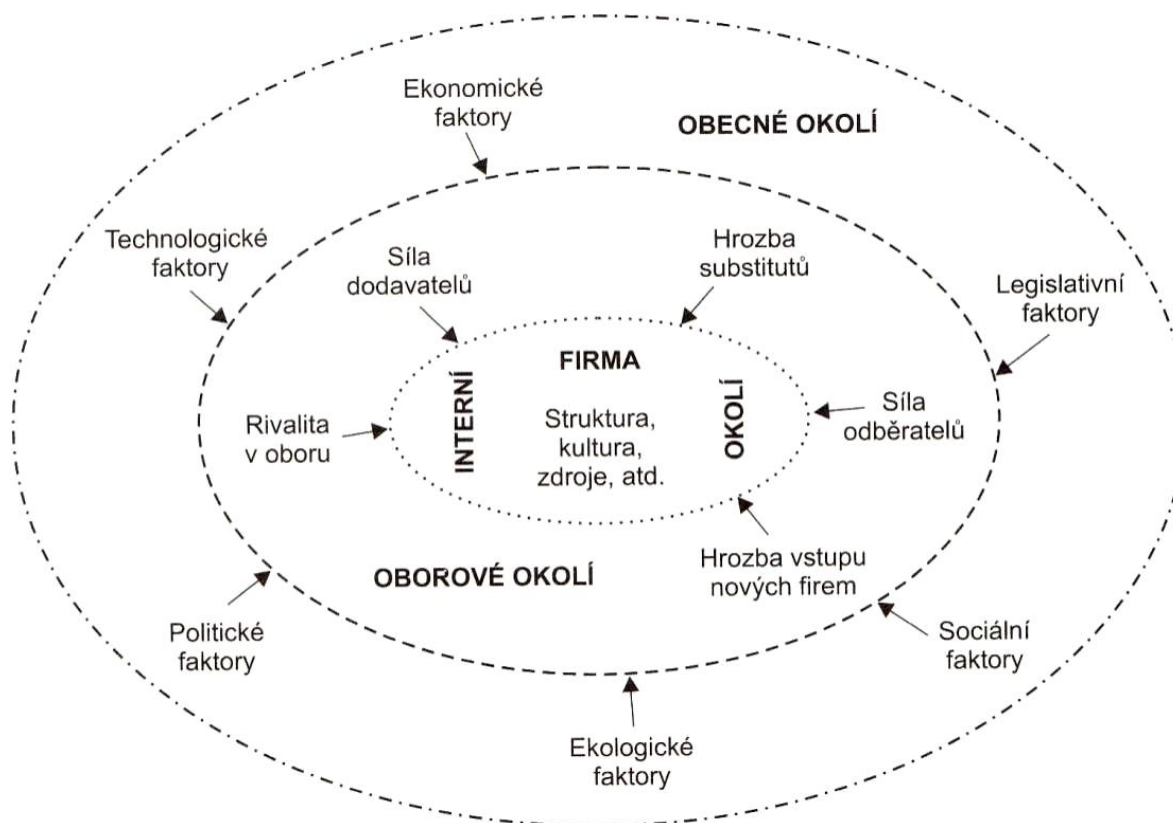 Ekonomické
faktory
OBECNÉ OKOLÍ
Technologické
faktory
Síla
dodavatelů
Hrozba
substitutů
Legislativní
faktory
FIRMA
INTERNÍ
OKOLÍ
Struktura,
kultura,
zdroje, atd.
Rivalita
v oboru
Síla
odběratelů
OBOROVÉ OKOLÍ
Hrozba vstupu
nových firem
Politické
faktory
Sociální
faktory
Ekologické
faktory